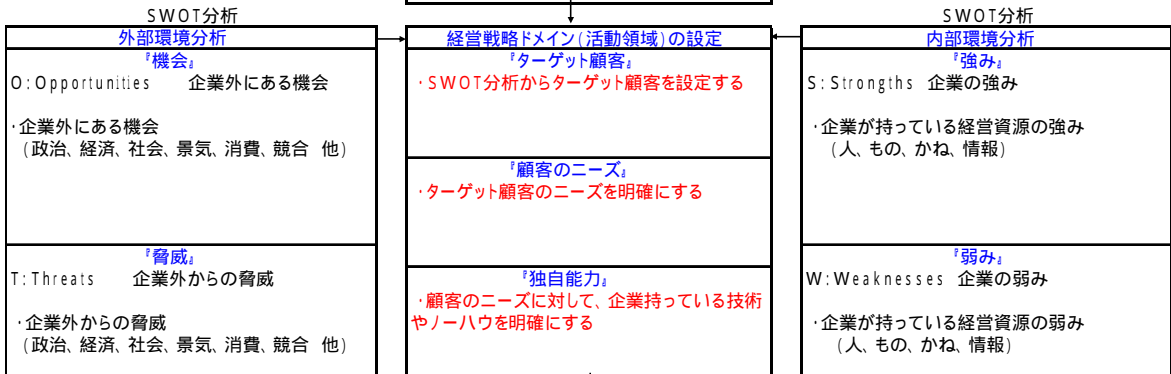 SWOT分析
外部環境分析
『機会』
O:Opportunities 企業外にある機会
・企業外にある機会
(政治、経済、社会、景気、消費、競合 他)
『脅威』
T:Threats 企業外からの脅威
・企業外からの脅威
(政治、経済、社会、景気、消費、競合 他)
経営戦略ドメイン(活動領域)の設定
『ターゲット顧客』
・SWOT分析からターゲット顧客を設定する
『顧客のニーズ』
・ターゲット顧客のニーズを明確にする
『独自能力』
・顧客のニーズに対して、企業持っている技術
やノーハウを明確にする
SWOT分析
内部環境分析
『強み』
S:Strongths 企業の強み
・企業が持っている経営資源の強み
(人、もの、かね、情報)
『弱み』
W:Weaknesses 企業の弱み
・企業が持っている経営資源の弱み
(人、もの、かね、情報)